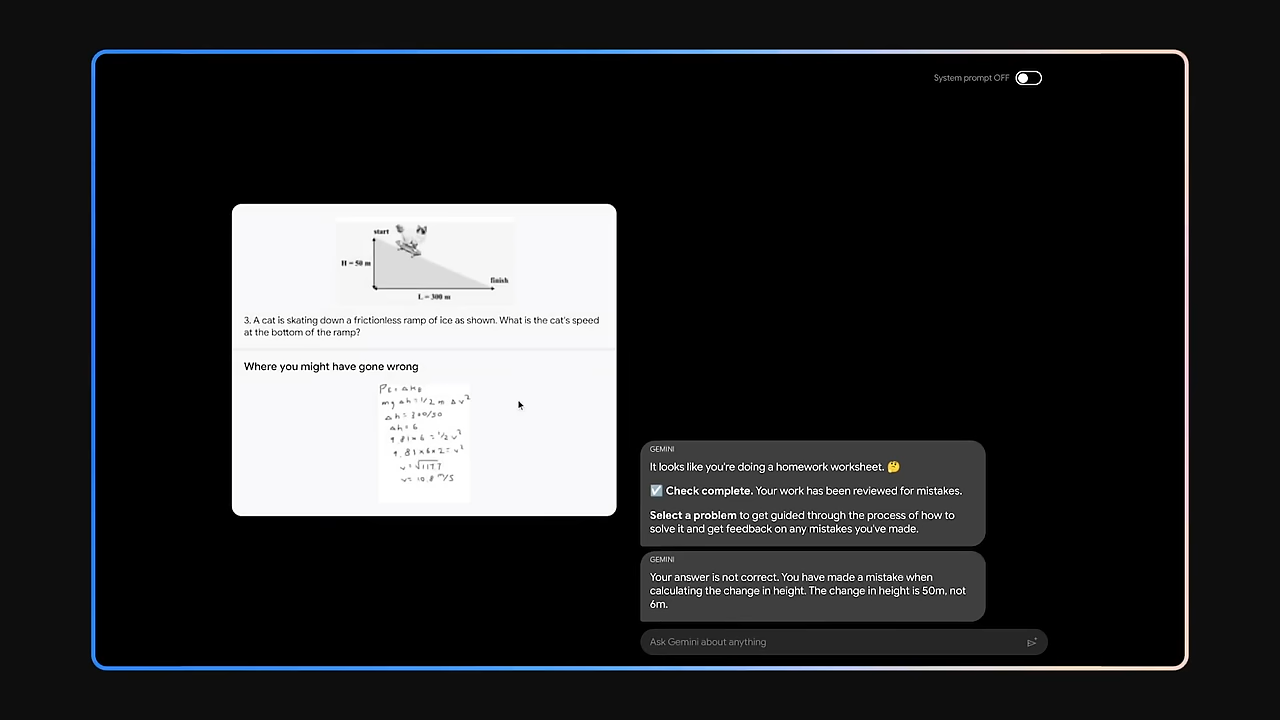 System prompt OFF
start
H = 50 m
finish
L = 300 m
3. A cat is skating down a frictionless ramp of ice as shown. What is the cat's speed
at the bottom of the ramp?
Where you might have gone wrong
mg Δh = 1/2 m Δv²
Δh = 300/50
Δh = 6
9.81×6 = 1/2 v²
9.81×6×2 = v²
v = √117.7
v = 10.8 m/s
GEMINI
It looks like you're doing a homework worksheet. 🤔
☑️ Check complete. Your work has been reviewed for mistakes.
Select a problem to get guided through the process of how to
solve it and get feedback on any mistakes you've made.
GEMINI
Your answer is not correct. You have made a mistake when
calculating the change in height. The change in height is 50m, not
6m.
Ask Gemini about anything